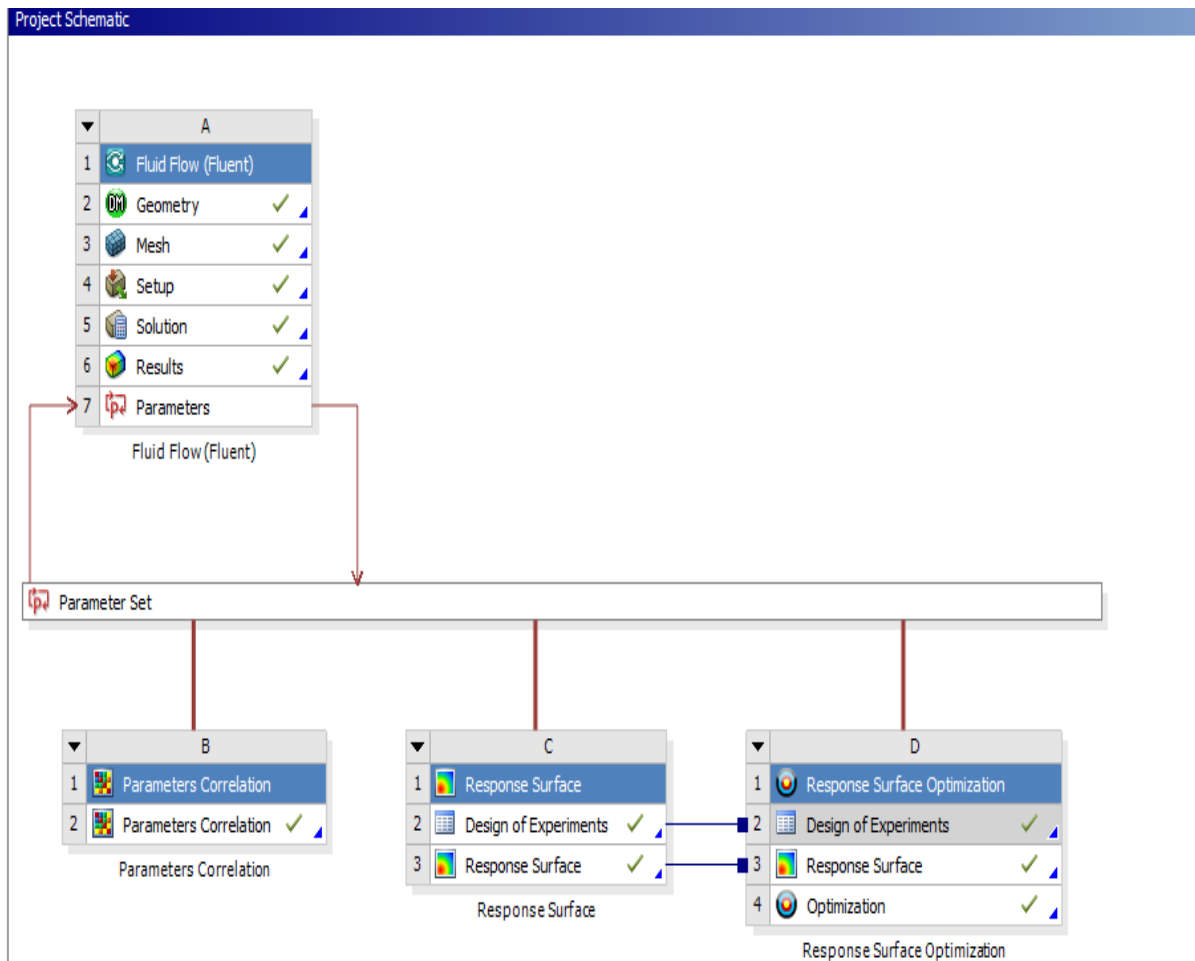 Project Schematic
A
1 Fluid Flow (Fluent)
2 DM Geometry
3 Mesh
4 Setup
5 Solution
6 Results
7 Parameters
Fluid Flow (Fluent)
Parameter Set
B
1 Parameters Correlation
2 Parameters Correlation
Parameters Correlation
C
1 Response Surface
2 Design of Experiments
3 Response Surface
Response Surface
D
1 Response Surface Optimization
2 Design of Experiments
3 Response Surface
4 Optimization
Response Surface Optimization